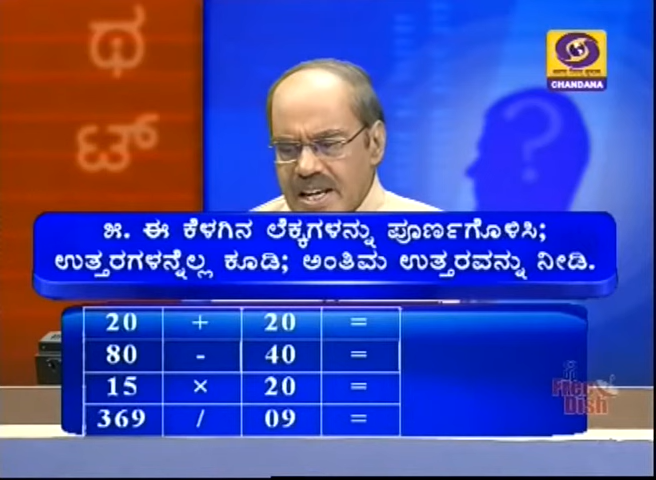 ಥ
ಟ್
CHANDANA
೫. ಈ ಕೆಳಗಿನ ಲೆಕ್ಕಗಳನ್ನು ಪೂರ್ಣಗೊಳಿಸಿ;
ಉತ್ತರಗಳನ್ನೆಲ್ಲ ಕೂಡಿ; ಅಂತಿಮ ಉತ್ತರವನ್ನು ನೀಡಿ.
20 + 20 =
80 - 40 =
15 × 20 =
369 / 09 =
Free Dish